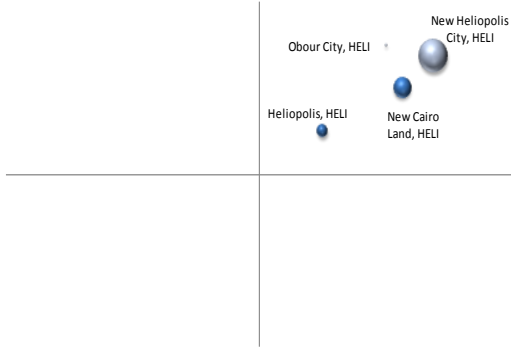 New Heliopolis
City, HELI
Obour City, HELI
Heliopolis, HELI
New Cairo
Land, HELI